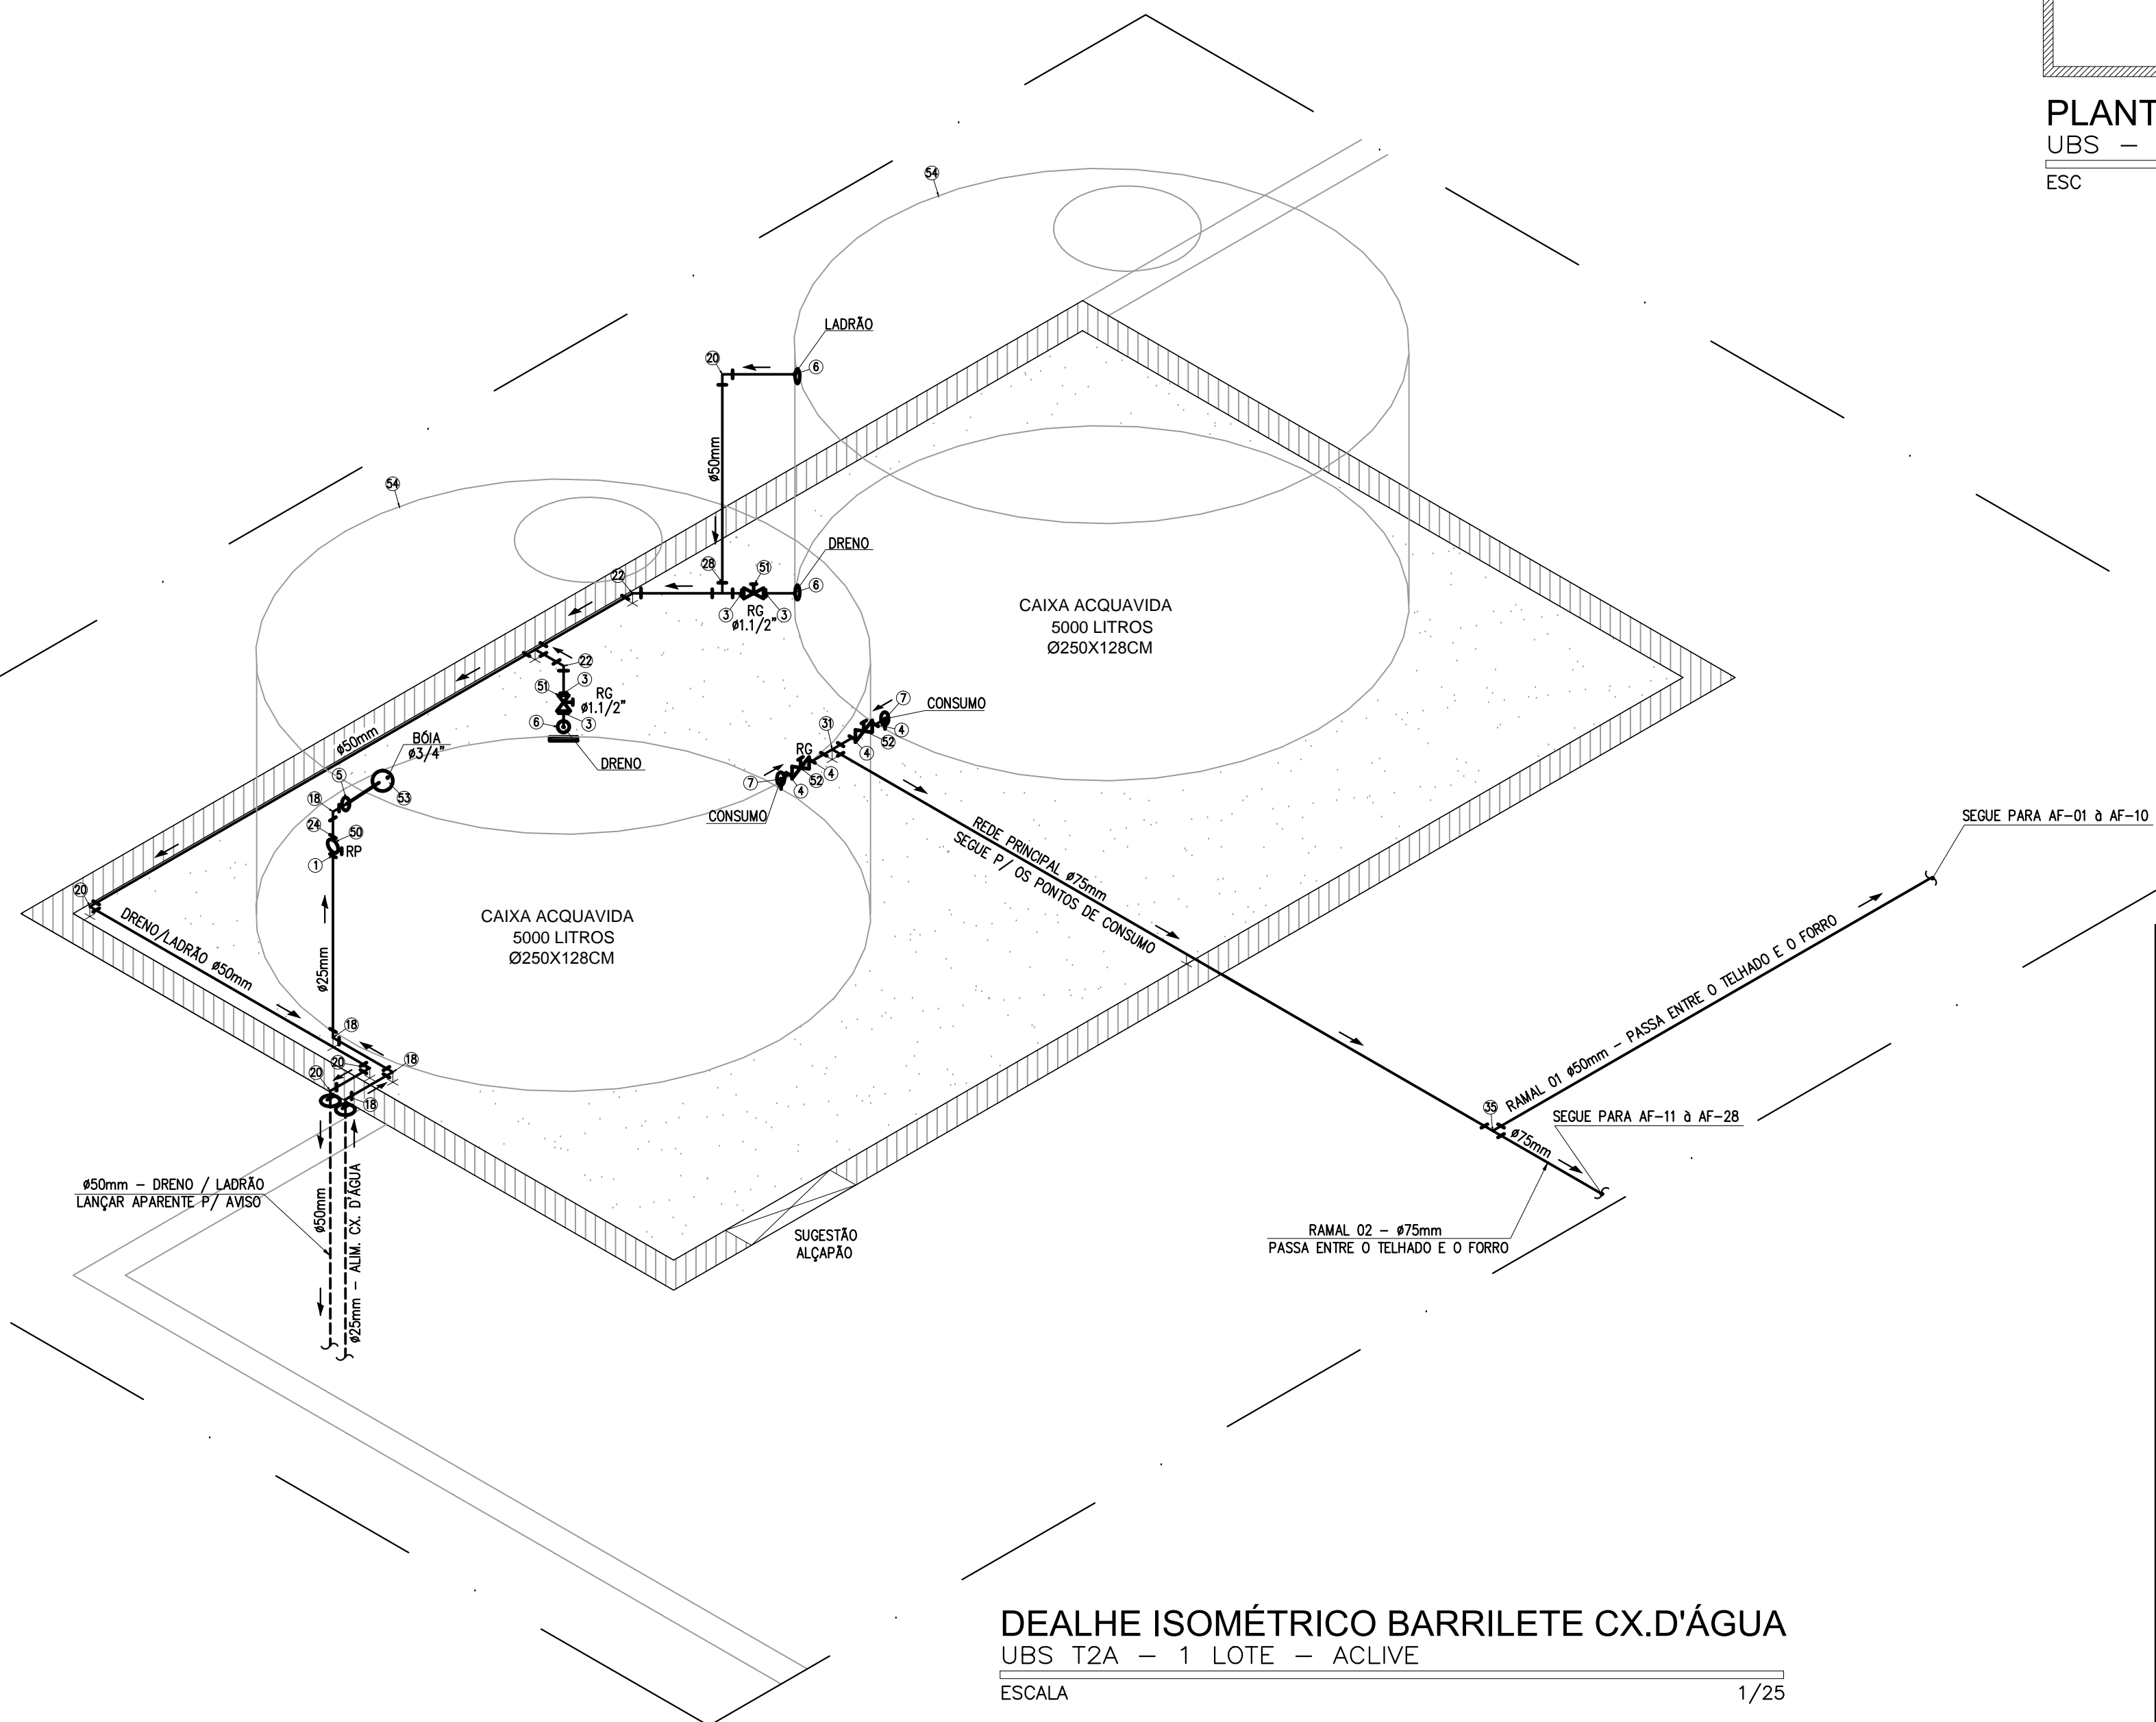 PLANT
UBS -
ESC
54
LADRÃO
20
6
ø50mm
54
DRENO
28
51
22
6
3
RG
3
ø1.1/2"
CAIXA ACQUAVIDA
5000 LITROS
Ø250X128CM
22
3
51
RG
ø1.1/2"
6
3
DRENO
7
CONSUMO
31
4
52
4
RG
4
52
7
4
CONSUMO
ø50mm
BÓIA
ø3/4"
5
53
18
24
50
RP
1
REDE PRINCIPAL ø75mm
SEGUE P/ OS PONTOS DE CONSUMO
SEGUE PARA AF-01 à AF-10
20
DRENO/LADRÃO ø50mm
CAIXA ACQUAVIDA
5000 LITROS
Ø250X128CM
ø25mm
18
20
18
20
18
RAMAL 01 ø50mm - PASSA ENTRE O TELHADO E O FORRO
35
SEGUE PARA AF-11 à AF-28
ø75mm
ø50mm - DRENO / LADRÃO
LANÇAR APARENTE P/ AVISO
ø50mm
ø25mm - ALIM. CX. D'ÁGUA
SUGESTÃO
ALÇAPÃO
RAMAL 02 - ø75mm
PASSA ENTRE O TELHADO E O FORRO
DEALHE ISOMÉTRICO BARRILETE CX.D'ÁGUA
UBS T2A - 1 LOTE - ACLIVE
ESCALA 1/25